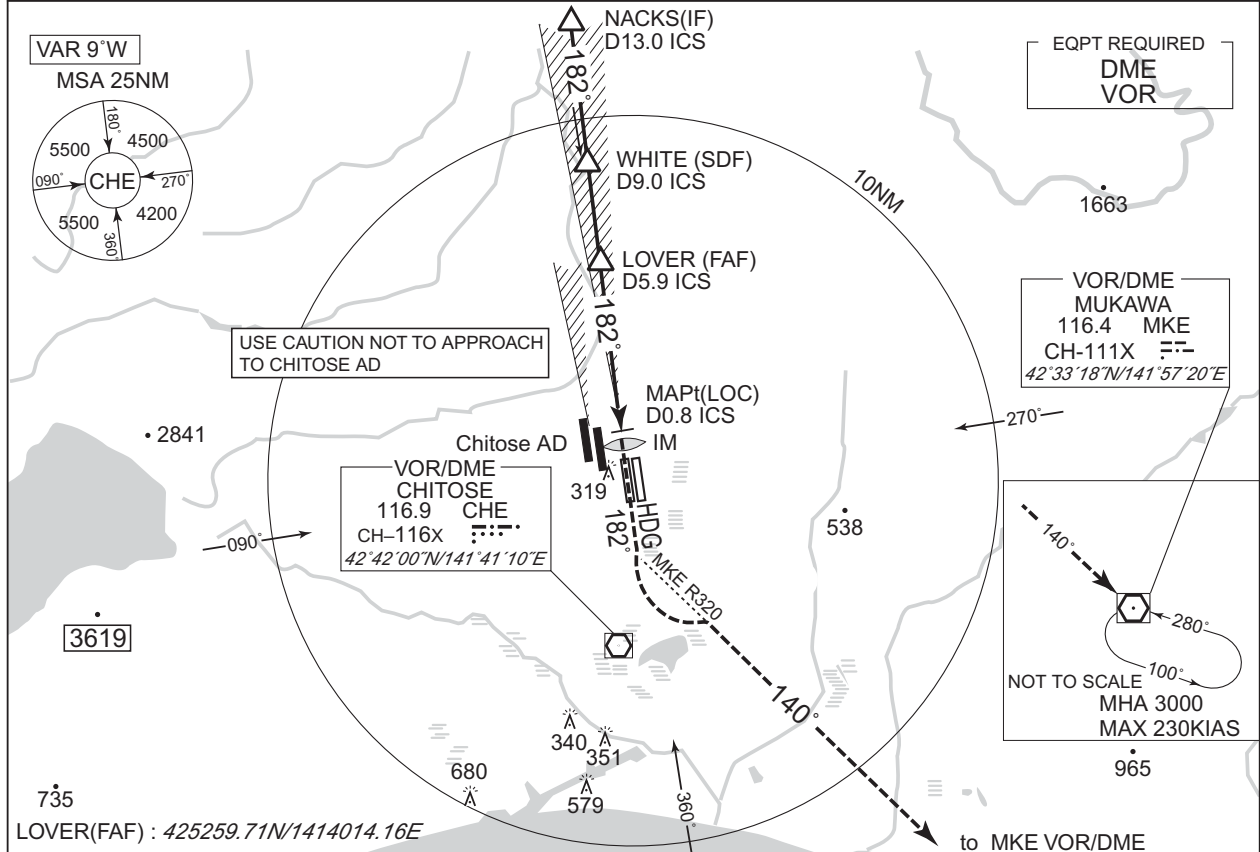 VAR 9°W
MSA 25NM
180°
5500
4500
090°
CHE
270°
5500
4200
360°
NACKS(IF)
D13.0 ICS
182°
WHITE (SDF)
D9.0 ICS
LOVER (FAF)
D5.9 ICS
182°
10NM
EQPT REQUIRED
DME
VOR
1663
VOR/DME
MUKAWA
116.4 MKE
CH-111X
42°33´18˝N/141°57´20˝E
USE CAUTION NOT TO APPROACH
TO CHITOSE AD
MAPt(LOC)
D0.8 ICS
270°
2841
Chitose AD
IM
319
VOR/DME
CHITOSE
116.9 CHE
CH–116X
42°42´00˝N/141°41´10˝E
HDG
182°
538
090°
MKE R320
140°
280°
100°
NOT TO SCALE
MHA 3000
MAX 230KIAS
3619
140°
340
351
965
680
579
735
360°
LOVER(FAF) : 425259.71N/1414014.16E
to MKE VOR/DME